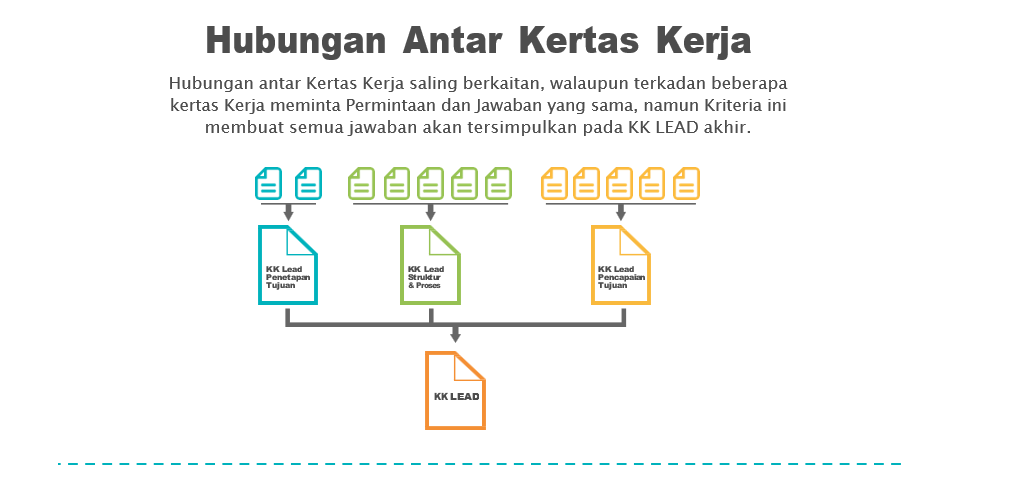 Hubungan Antar Kertas Kerja
Hubungan antar Kertas Kerja saling berkaitan, walaupun terkadan beberapa
kertas Kerja meminta Permintaan dan Jawaban yang sama, namun Kriteria ini
membuat semua jawaban akan tersimpulkan pada KK LEAD akhir.
KK Lead
Penetapan
Tujuan
KK Lead
Struktur
& Proses
KK Lead
Pencapaian
Tujuan
KK LEAD